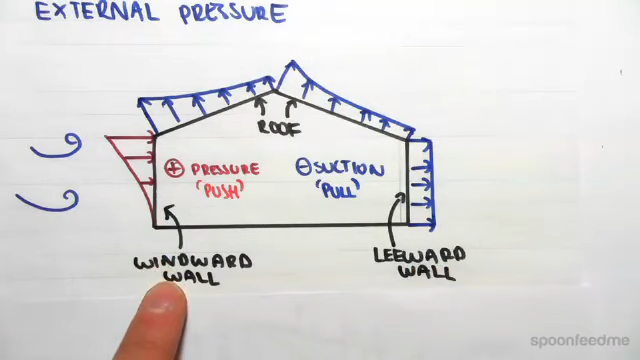 EXTERNAL PRESSURE
ROOF
+ PRESSURE
(PUSH)
- SUCTION
(PULL)
WINDWARD
WALL
LEEWARD
WALL
spoonfeedme